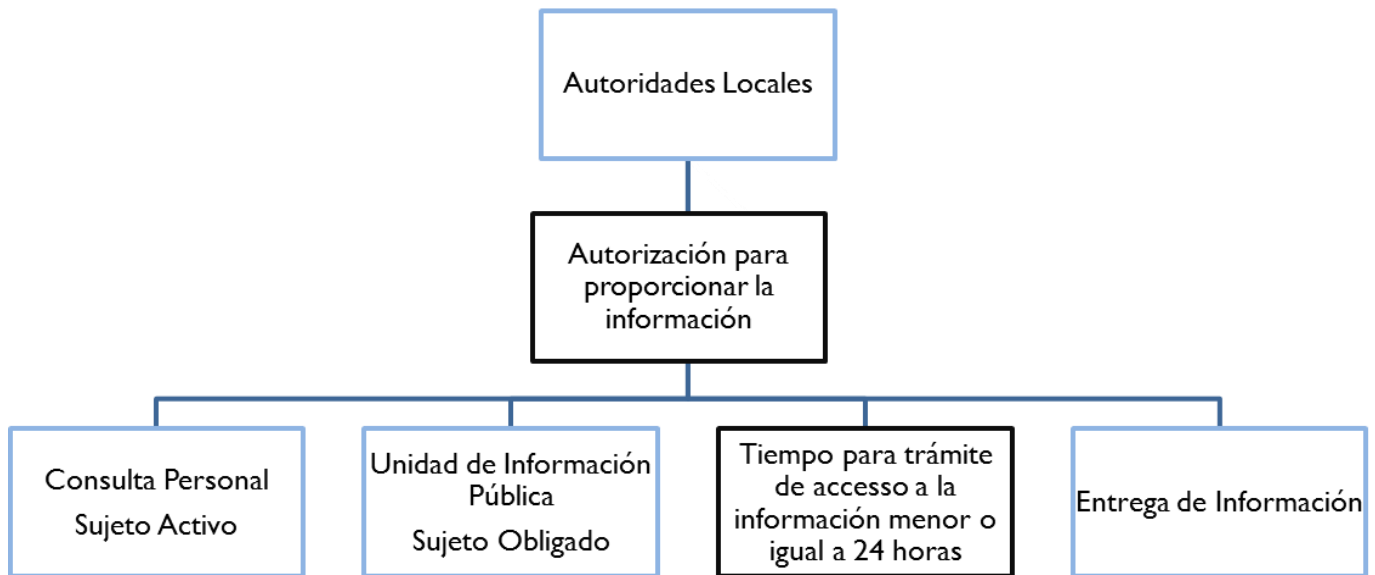 Autoridades Locales
Autorización para
proporcionar la
información
Consulta Personal
Sujeto Activo
Unidad de Información
Pública
Sujeto Obligado
Tiempo para trámite
de accesso a la
información menor o
igual a 24 horas
Entrega de Información